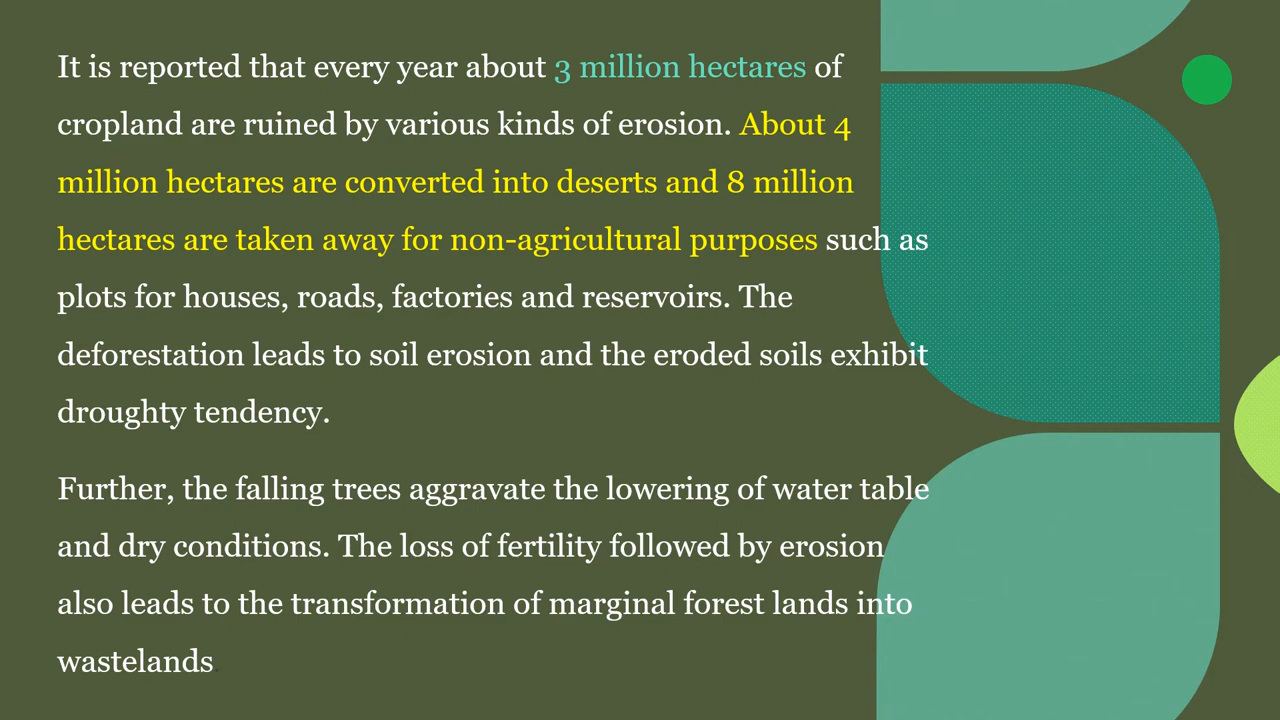 It is reported that every year about 3 million hectares of
cropland are ruined by various kinds of erosion. About 4
million hectares are converted into deserts and 8 million
hectares are taken away for non-agricultural purposes such as
plots for houses, roads, factories and reservoirs. The
deforestation leads to soil erosion and the eroded soils exhibit
droughty tendency.
Further, the falling trees aggravate the lowering of water table
and dry conditions. The loss of fertility followed by erosion
also leads to the transformation of marginal forest lands into
wastelands.